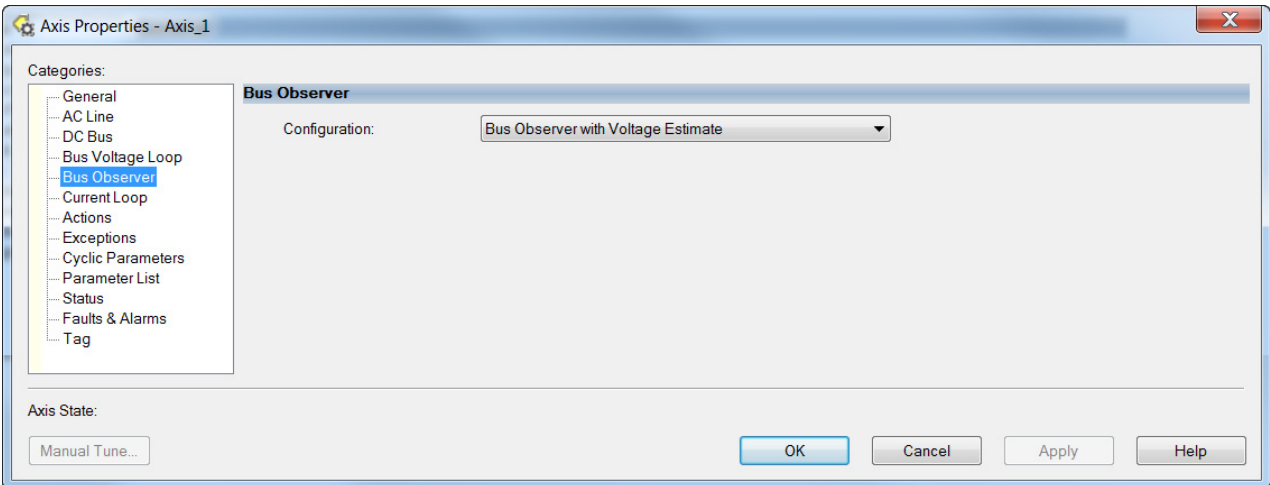 Axis Properties - Axis_1
X
Categories:
General
AC Line
DC Bus
Bus Voltage Loop
Bus Observer
Current Loop
Actions
Exceptions
Cyclic Parameters
Parameter List
Status
Faults & Alarms
Tag
Bus Observer
Configuration: Bus Observer with Voltage Estimate
Axis State:
Manual Tune... OK Cancel Apply Help